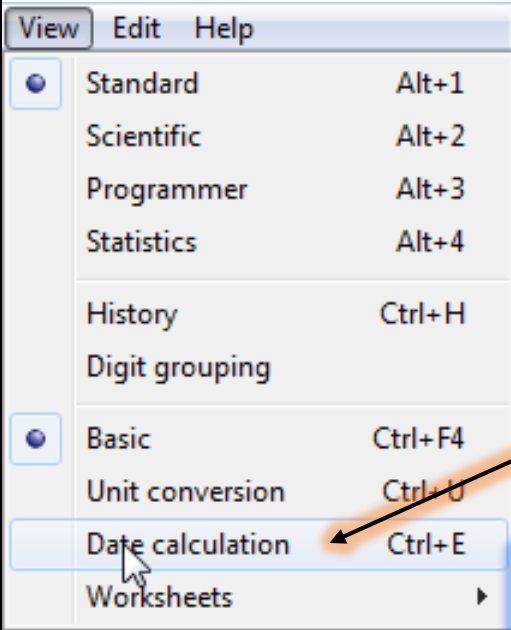 View Edit Help
Standard Alt+1
Scientific Alt+2
Programmer Alt+3
Statistics Alt+4
History Ctrl+H
Digit grouping
Basic Ctrl+F4
Unit conversion Ctrl+U
Date calculation Ctrl+E
Worksheets